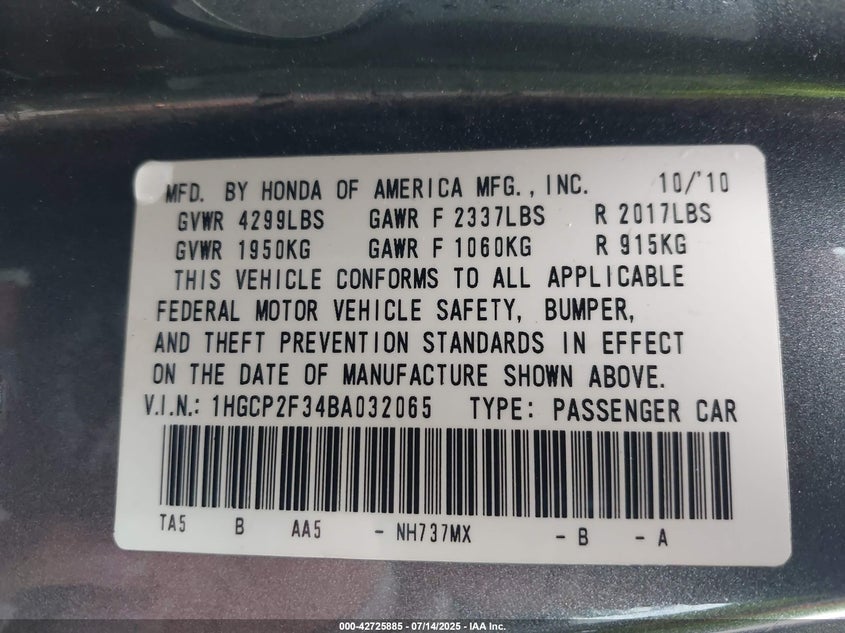 MFD. BY HONDA OF AMERICA MFG., INC. 10/'10
GVWR 4299LBS GAWR F 2337LBS R 2017LBS
GVWR 1950KG GAWR F 1060KG R 915KG
THIS VEHICLE CONFORMS TO ALL APPLICABLE
FEDERAL MOTOR VEHICLE SAFETY, BUMPER,
AND THEFT PREVENTION STANDARDS IN EFFECT
ON THE DATE OF MANUFACTURE SHOWN ABOVE.
V.I.N.: 1HGCP2F34BA032065 TYPE: PASSENGER CAR
TA5 B AA5 - NH737MX - B - A
000-42725885 - 07/14/2025 - IAA Inc.